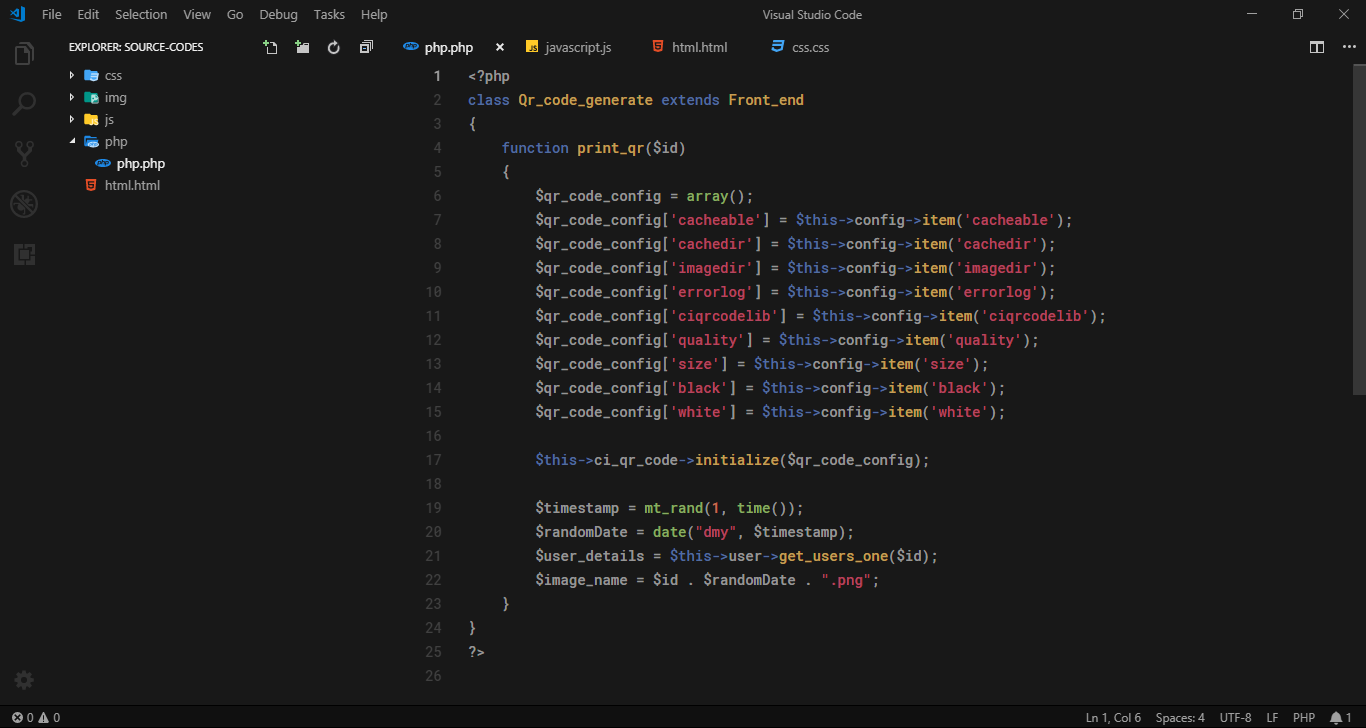 File Edit Selection View Go Debug Tasks Help Visual Studio Code
EXPLORER: SOURCE-CODES
css
img
js
php
php.php
html.html
php.php javascript.js html.html css.css
1 <?php
2 class Qr_code_generate extends Front_end
3 {
4     function print_qr($id)
5     {
6         $qr_code_config = array();
7         $qr_code_config['cacheable'] = $this->config->item('cacheable');
8         $qr_code_config['cachedir'] = $this->config->item('cachedir');
9         $qr_code_config['imagedir'] = $this->config->item('imagedir');
10         $qr_code_config['errorlog'] = $this->config->item('errorlog');
11         $qr_code_config['ciqrcodelib'] = $this->config->item('ciqrcodelib');
12         $qr_code_config['quality'] = $this->config->item('quality');
13         $qr_code_config['size'] = $this->config->item('size');
14         $qr_code_config['black'] = $this->config->item('black');
15         $qr_code_config['white'] = $this->config->item('white');
16
17         $this->ci_qr_code->initialize($qr_code_config);
18
19         $timestamp = mt_rand(1, time());
20         $randomDate = date("dmy", $timestamp);
21         $user_details = $this->user->get_users_one($id);
22         $image_name = $id . $randomDate . ".png";
23     }
24 }
25 ?>
26
0 0 Ln 1, Col 6 Spaces: 4 UTF-8 LF PHP 1